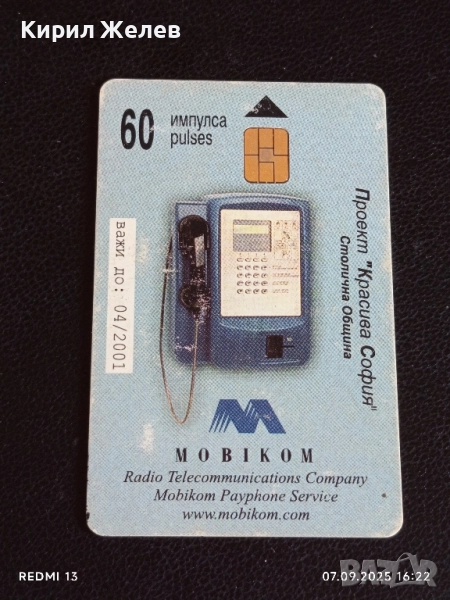 Кирил Желев
60 импулса
pulses
важи до: 04/2001
Проект "Красива София"
Столична Община
MOBIKOM
Radio Telecommunications Company
Mobikom Payphone Service
www.mobikom.com
REDMI 13
07.09.2025 16:22
BAZAR